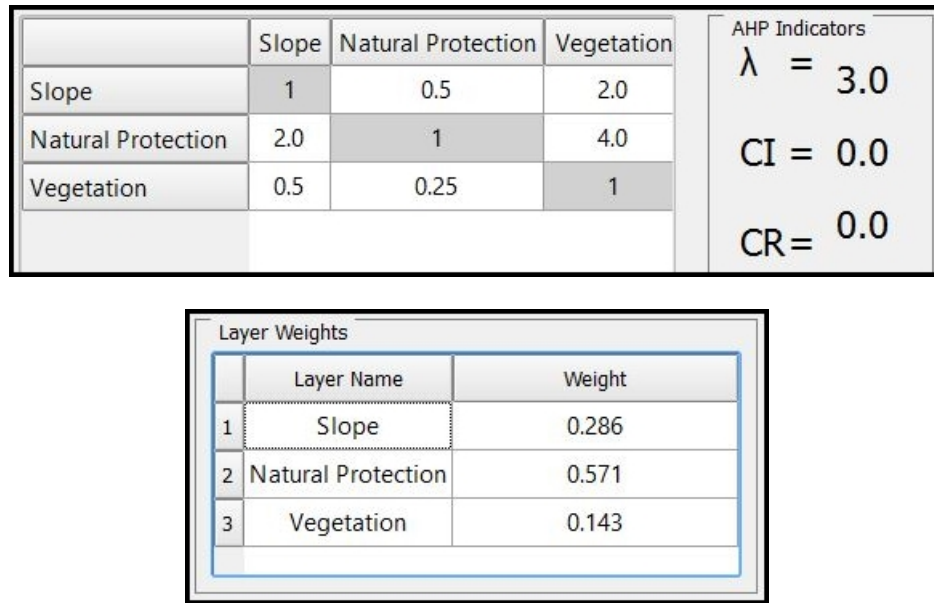 Slope Natural Protection Vegetation
Slope 1 0.5 2.0
Natural Protection 2.0 1 4.0
Vegetation 0.5 0.25 1
AHP Indicators
λ = 3.0
CI = 0.0
CR= 0.0
Layer Weights
Layer Name Weight
1 Slope 0.286
2 Natural Protection 0.571
3 Vegetation 0.143